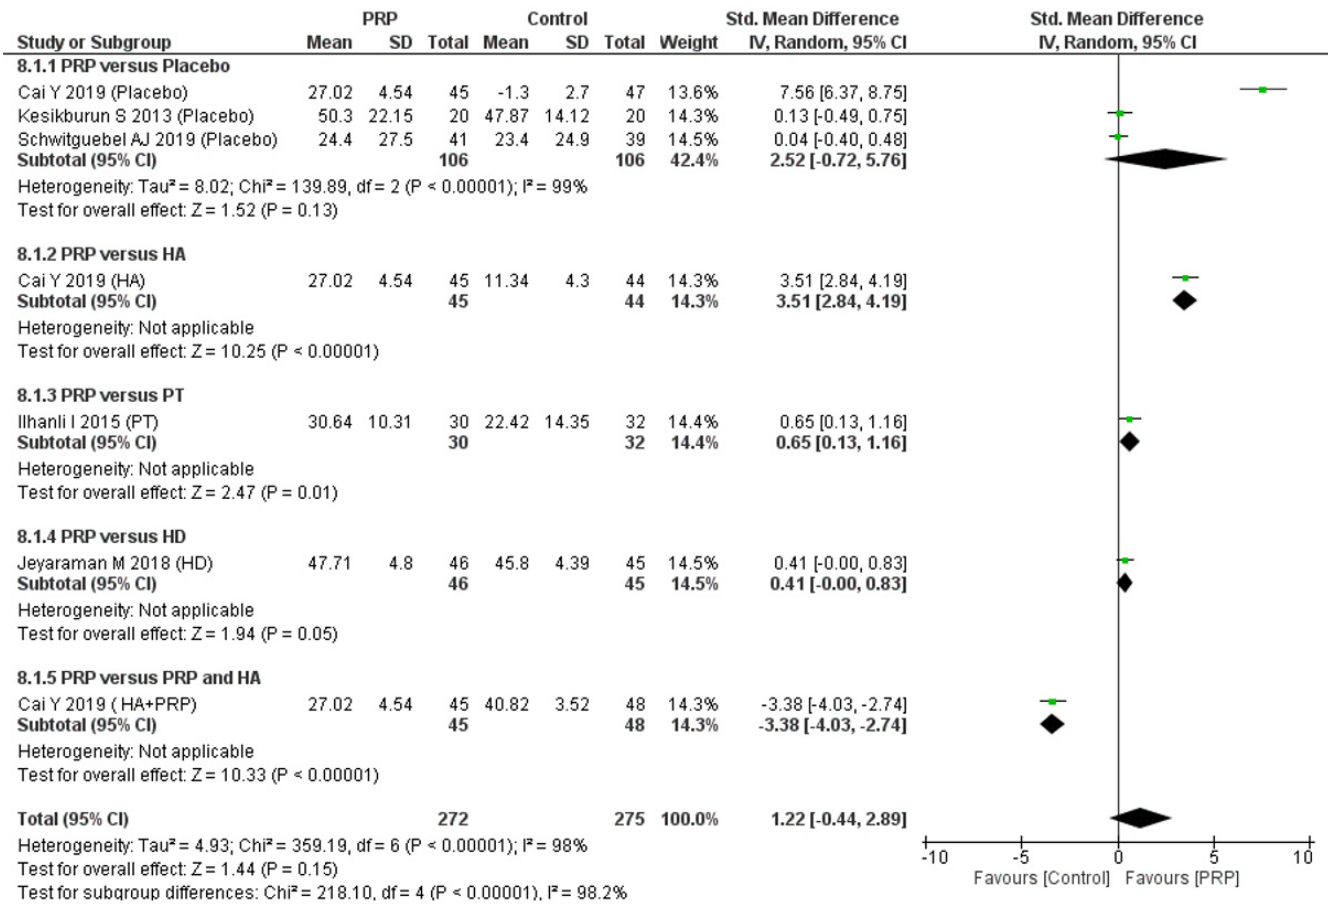 PRP Control Std. Mean Difference Std. Mean Difference
Study or Subgroup Mean SD Total Mean SD Total Weight IV, Random, 95% CI IV, Random, 95% CI
8.1.1 PRP versus Placebo
Cai Y 2019 (Placebo) 27.02 4.54 45 -1.3 2.7 47 13.6% 7.56 [6.37, 8.75]
Kesikburun S 2013 (Placebo) 50.3 22.15 20 47.87 14.12 20 14.3% 0.13 [-0.49, 0.75]
Schwitguebel AJ 2019 (Placebo) 24.4 27.5 41 23.4 24.9 39 14.5% 0.04 [-0.40, 0.48]
Subtotal (95% CI) 106 106 42.4% 2.52 [-0.72, 5.76]
Heterogeneity: Tau² = 8.02; Chi² = 139.89, df = 2 (P < 0.00001); I² = 99%
Test for overall effect: Z = 1.52 (P = 0.13)
8.1.2 PRP versus HA
Cai Y 2019 (HA) 27.02 4.54 45 11.34 4.3 44 14.3% 3.51 [2.84, 4.19]
Subtotal (95% CI) 45 44 14.3% 3.51 [2.84, 4.19]
Heterogeneity: Not applicable
Test for overall effect: Z = 10.25 (P < 0.00001)
8.1.3 PRP versus PT
Ilhanli I 2015 (PT) 30.64 10.31 30 22.42 14.35 32 14.4% 0.65 [0.13, 1.16]
Subtotal (95% CI) 30 32 14.4% 0.65 [0.13, 1.16]
Heterogeneity: Not applicable
Test for overall effect: Z = 2.47 (P = 0.01)
8.1.4 PRP versus HD
Jeyaraman M 2018 (HD) 47.71 4.8 46 45.8 4.39 45 14.5% 0.41 [-0.00, 0.83]
Subtotal (95% CI) 46 45 14.5% 0.41 [-0.00, 0.83]
Heterogeneity: Not applicable
Test for overall effect: Z = 1.94 (P = 0.05)
8.1.5 PRP versus PRP and HA
Cai Y 2019 ( HA+PRP) 27.02 4.54 45 40.82 3.52 48 14.3% -3.38 [-4.03, -2.74]
Subtotal (95% CI) 45 48 14.3% -3.38 [-4.03, -2.74]
Heterogeneity: Not applicable
Test for overall effect: Z = 10.33 (P < 0.00001)
Total (95% CI) 272 275 100.0% 1.22 [-0.44, 2.89]
Heterogeneity: Tau² = 4.93; Chi² = 359.19, df = 6 (P < 0.00001); I² = 98%
Test for overall effect: Z = 1.44 (P = 0.15)
Test for subgroup differences: Chi² = 218.10, df = 4 (P < 0.00001), I² = 98.2%
-10 -5 0 5 10
Favours [Control] Favours [PRP]